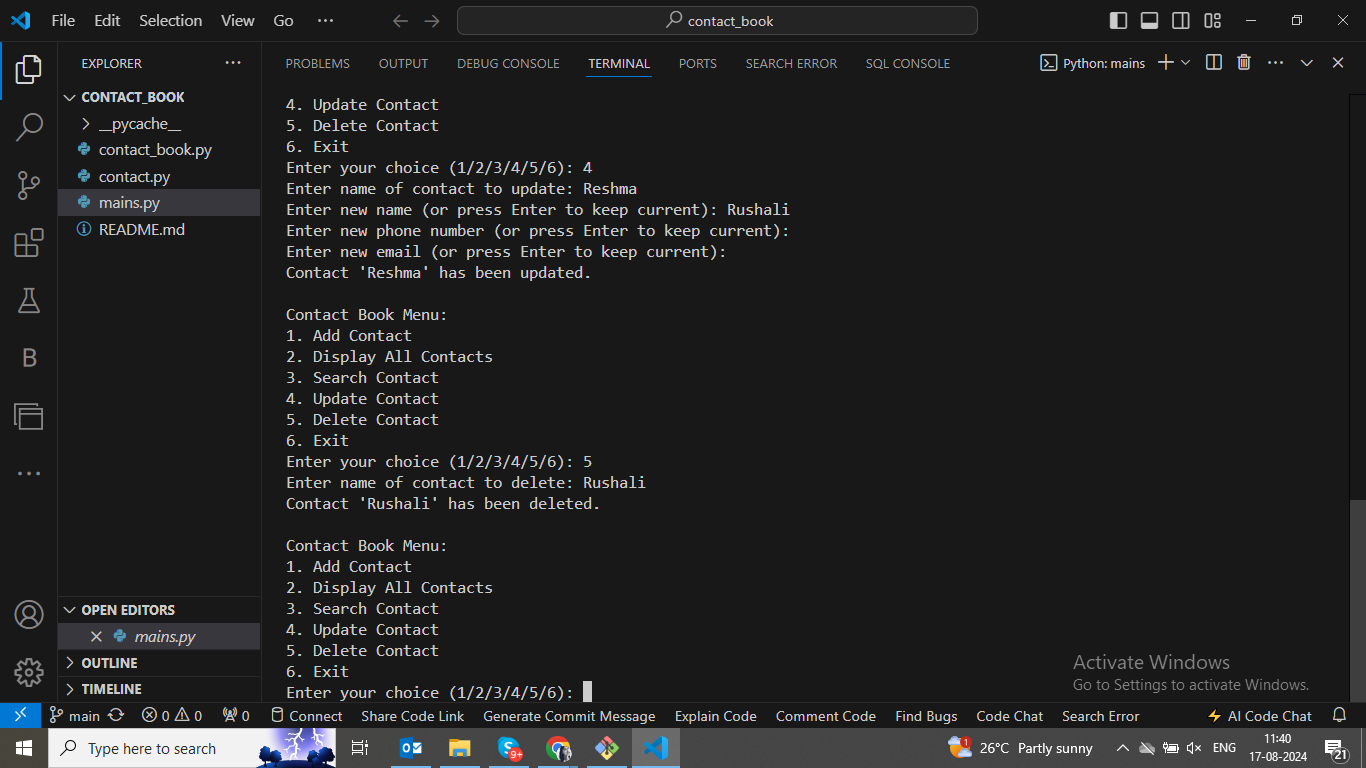 File Edit Selection View Go ··· contact_book
EXPLORER ···
CONTACT_BOOK
__pycache__
contact_book.py
contact.py
mains.py
README.md
OPEN EDITORS
mains.py
OUTLINE
TIMELINE
PROBLEMS OUTPUT DEBUG CONSOLE TERMINAL PORTS SEARCH ERROR SQL CONSOLE Python: mains
4. Update Contact
5. Delete Contact
6. Exit
Enter your choice (1/2/3/4/5/6): 4
Enter name of contact to update: Reshma
Enter new name (or press Enter to keep current): Rushali
Enter new phone number (or press Enter to keep current):
Enter new email (or press Enter to keep current):
Contact 'Reshma' has been updated.
Contact Book Menu:
1. Add Contact
2. Display All Contacts
3. Search Contact
4. Update Contact
5. Delete Contact
6. Exit
Enter your choice (1/2/3/4/5/6): 5
Enter name of contact to delete: Rushali
Contact 'Rushali' has been deleted.
Contact Book Menu:
1. Add Contact
2. Display All Contacts
3. Search Contact
4. Update Contact
5. Delete Contact
6. Exit
Enter your choice (1/2/3/4/5/6):
Activate Windows
Go to Settings to activate Windows.
main 0 0 0 Connect Share Code Link Generate Commit Message Explain Code Comment Code Find Bugs Code Chat Search Error AI Code Chat
Type here to search 9+ 1 26°C Partly sunny ENG 11:40
17-08-2024 21